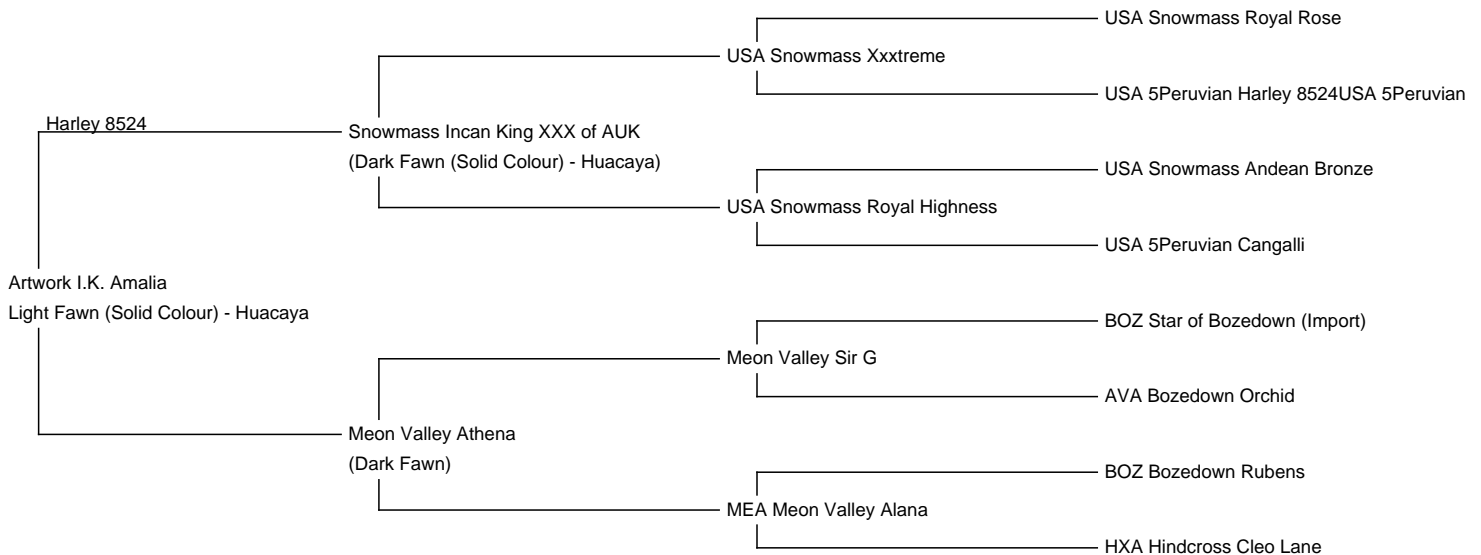 USA Snowmass Royal Rose
USA Snowmass Xxxtreme
USA 5Peruvian Harley 8524USA 5Peruvian
Harley 8524
Snowmass Incan King XXX of AUK
(Dark Fawn (Solid Colour) - Huacaya)
USA Snowmass Andean Bronze
USA Snowmass Royal Highness
USA 5Peruvian Cangalli
Artwork I.K. Amalia
Light Fawn (Solid Colour) - Huacaya
BOZ Star of Bozedown (Import)
Meon Valley Sir G
AVA Bozedown Orchid
Meon Valley Athena
(Dark Fawn)
BOZ Bozedown Rubens
MEA Meon Valley Alana
HXA Hindcross Cleo Lane